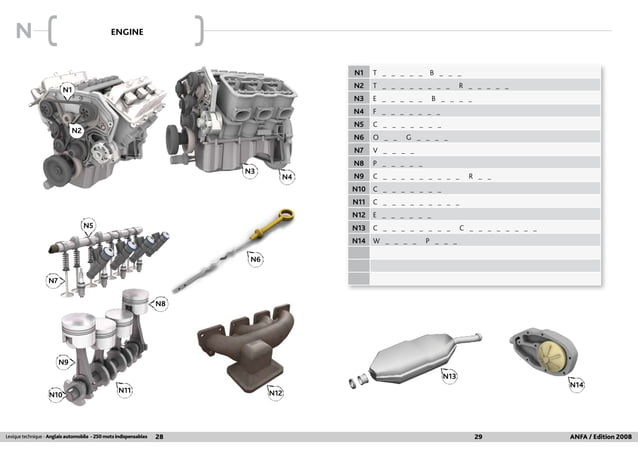 N
ENGINE
N1
N2
N3
N4
N5
N6
N7
N8
N9
N10
N11
N12
N13
N14
N1 T _ _ _ _ _ B _ _ _
N2 T _ _ _ _ _ _ _ _ R _ _ _ _ _
N3 E _ _ _ _ _ B _ _ _ _
N4 F _ _ _ _ _ _ _
N5 C _ _ _ _ _ _ _
N6 O _ _ G _ _ _ _
N7 V _ _ _ _
N8 P _ _ _ _ _
N9 C _ _ _ _ _ _ _ _ _ R _ _
N10 C _ _ _ _ _ _ _
N11 C _ _ _ _ _ _ _ _ _
N12 E _ _ _ _ _ _
N13 C _ _ _ _ _ _ _ _ C _ _ _ _ _ _ _ _
N14 W _ _ _ _ P _ _ _
Lexique technique - Anglais automobile - 250 mots indispensables 28
29 ANFA / Edition 2008